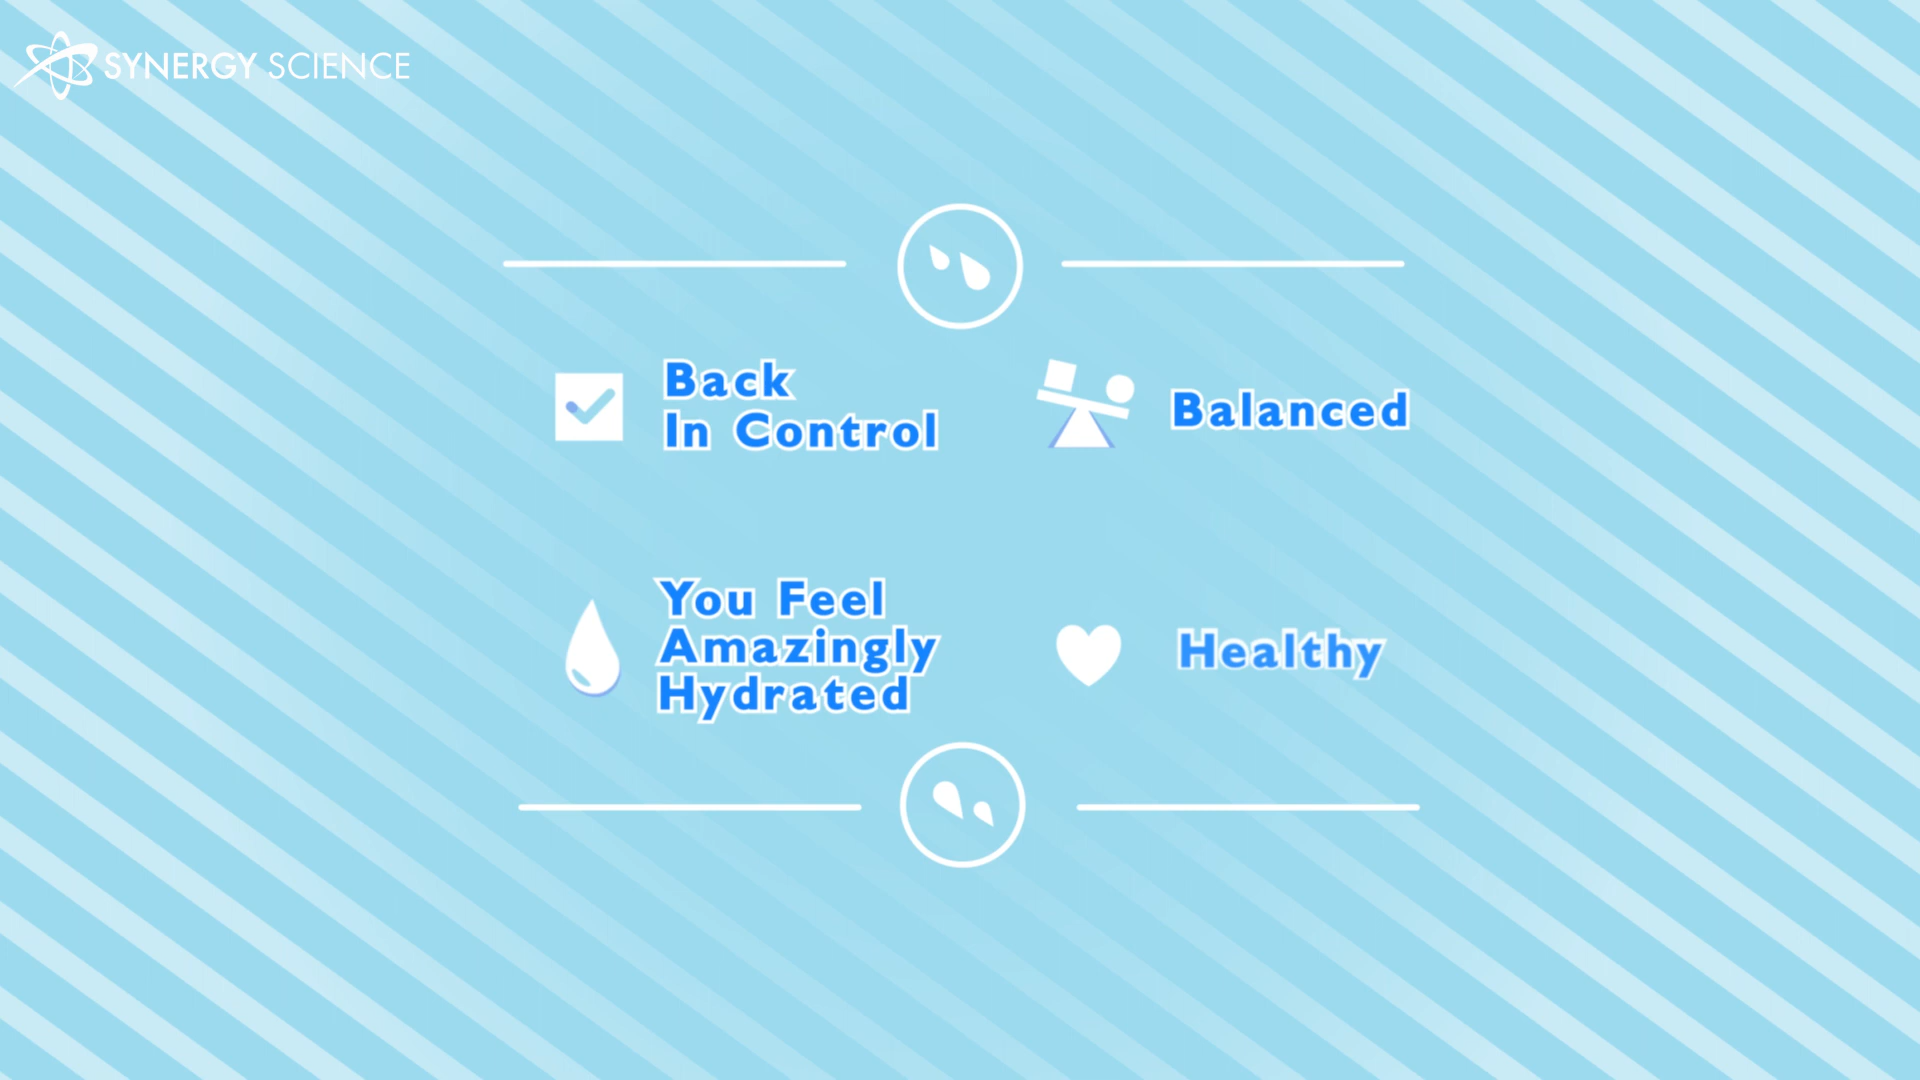 SYNERGY SCIENCE
Back
In Control
Balanced
You Feel
Amazingly
Hydrated
Healthy